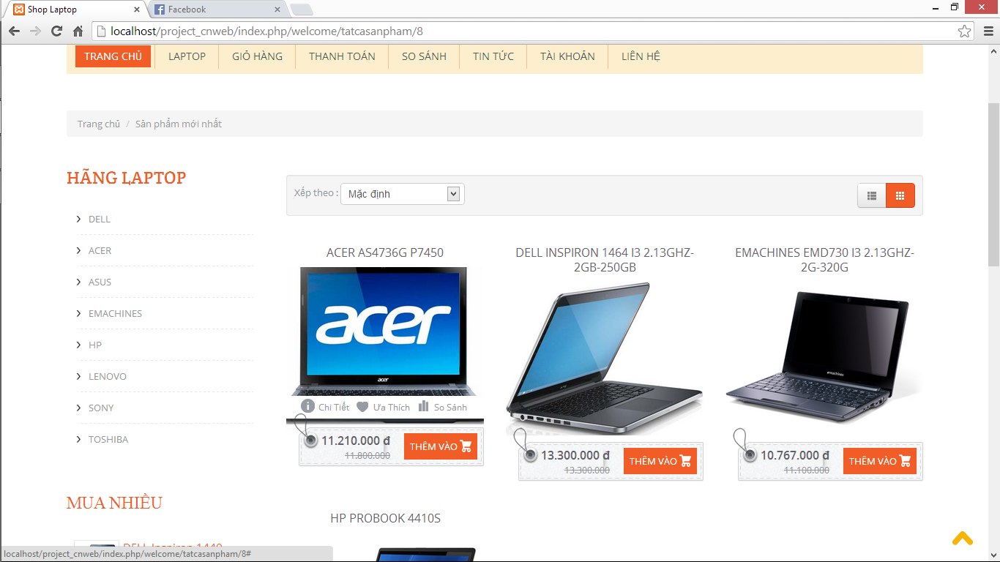 Shop Laptop
Facebook
localhost/project_cnweb/index.php/welcome/tatcasanpham/8
TRANG CHỦ
LAPTOP
GIỎ HÀNG
THANH TOÁN
SO SÁNH
TIN TỨC
TÀI KHOẢN
LIÊN HỆ
Trang chủ / Sản phẩm mới nhất
HÃNG LAPTOP
DELL
ACER
ASUS
EMACHINES
HP
LENOVO
SONY
TOSHIBA
MUA NHIỀU
DELL Inspiron 1440
Xếp theo : Mặc định
ACER AS4736G P7450
acer
acer
Chi Tiết Ưa Thích So Sánh
11.210.000 đ
11.800.000
THÊM VÀO
DELL INSPIRON 1464 I3 2.13GHZ-
2GB-250GB
13.300.000 đ
13.300.000
THÊM VÀO
EMACHINES EMD730 I3 2.13GHZ-
2G-320G
emachines
10.767.000 đ
11.100.000
THÊM VÀO
HP PROBOOK 4410S
localhost/project_cnweb/index.php/welcome/tatcasanpham/8#